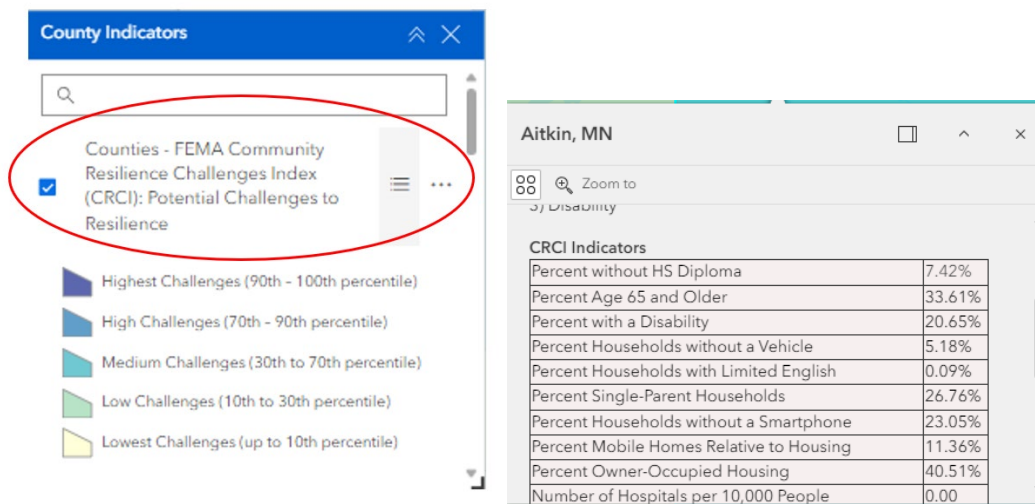 County Indicators
Counties - FEMA Community
Resilience Challenges Index
(CRCI): Potential Challenges to
Resilience
Highest Challenges (90th - 100th percentile)
High Challenges (70th - 90th percentile)
Medium Challenges (30th to 70th percentile)
Low Challenges (10th to 30th percentile)
Lowest Challenges (up to 10th percentile)
Aitkin, MN
Zoom to
3) Disability
CRCI Indicators
Percent without HS Diploma 7.42%
Percent Age 65 and Older 33.61%
Percent with a Disability 20.65%
Percent Households without a Vehicle 5.18%
Percent Households with Limited English 0.09%
Percent Single-Parent Households 26.76%
Percent Households without a Smartphone 23.05%
Percent Mobile Homes Relative to Housing 11.36%
Percent Owner-Occupied Housing 40.51%
Number of Hospitals per 10,000 People 0.00